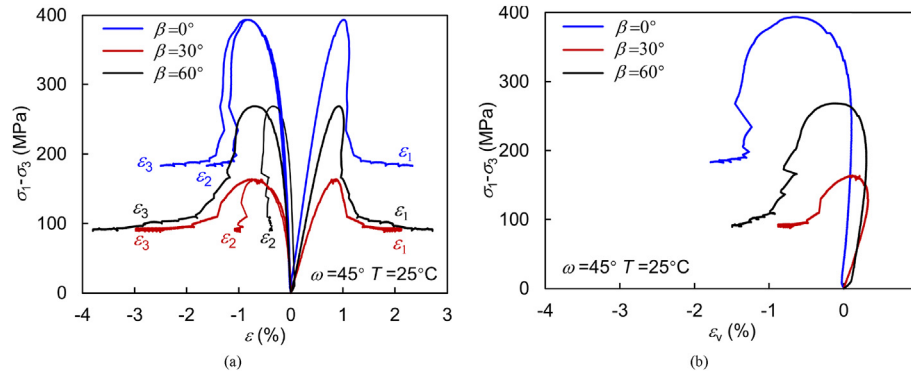 400
300
200
100
0
σ₁-σ₃ (MPa)
β=0°
β=30°
β=60°
ε₃
ε₂
ε₁
ε₃
ε₃
ε₂
ε₂
ε₁
ε₁
ω=45° T=25°C
-4 -3 -2 -1 0 1 2 3
ε (%)
(a)
400
300
200
100
0
σ₁-σ₃ (MPa)
β=0°
β=30°
β=60°
ω=45° T=25°C
-4 -3 -2 -1 0
εᵥ (%)
(b)